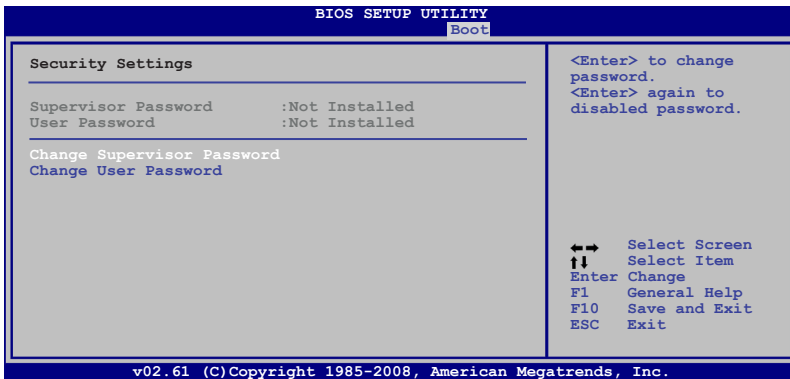 BIOS SETUP UTILITY
Boot
Security Settings
Supervisor Password :Not Installed
User Password :Not Installed
Change Supervisor Password
Change User Password
<Enter> to change
password.
<Enter> again to
disabled password.
←→ Select Screen
↑↓ Select Item
Enter Change
F1 General Help
F10 Save and Exit
ESC Exit
v02.61 (C)Copyright 1985-2008, American Megatrends, Inc.